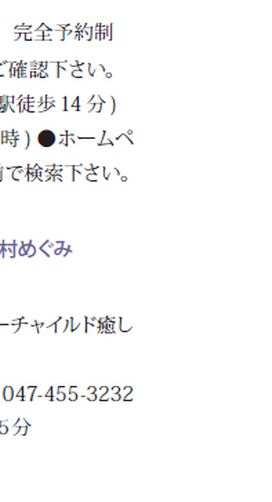 完全予約制
ご確認下さい。
駅徒歩 14 分 )
時 ) ●ホームペ
前で検索下さい。
村めぐみ
ーチャイルド癒し
047-455-3232
5 分